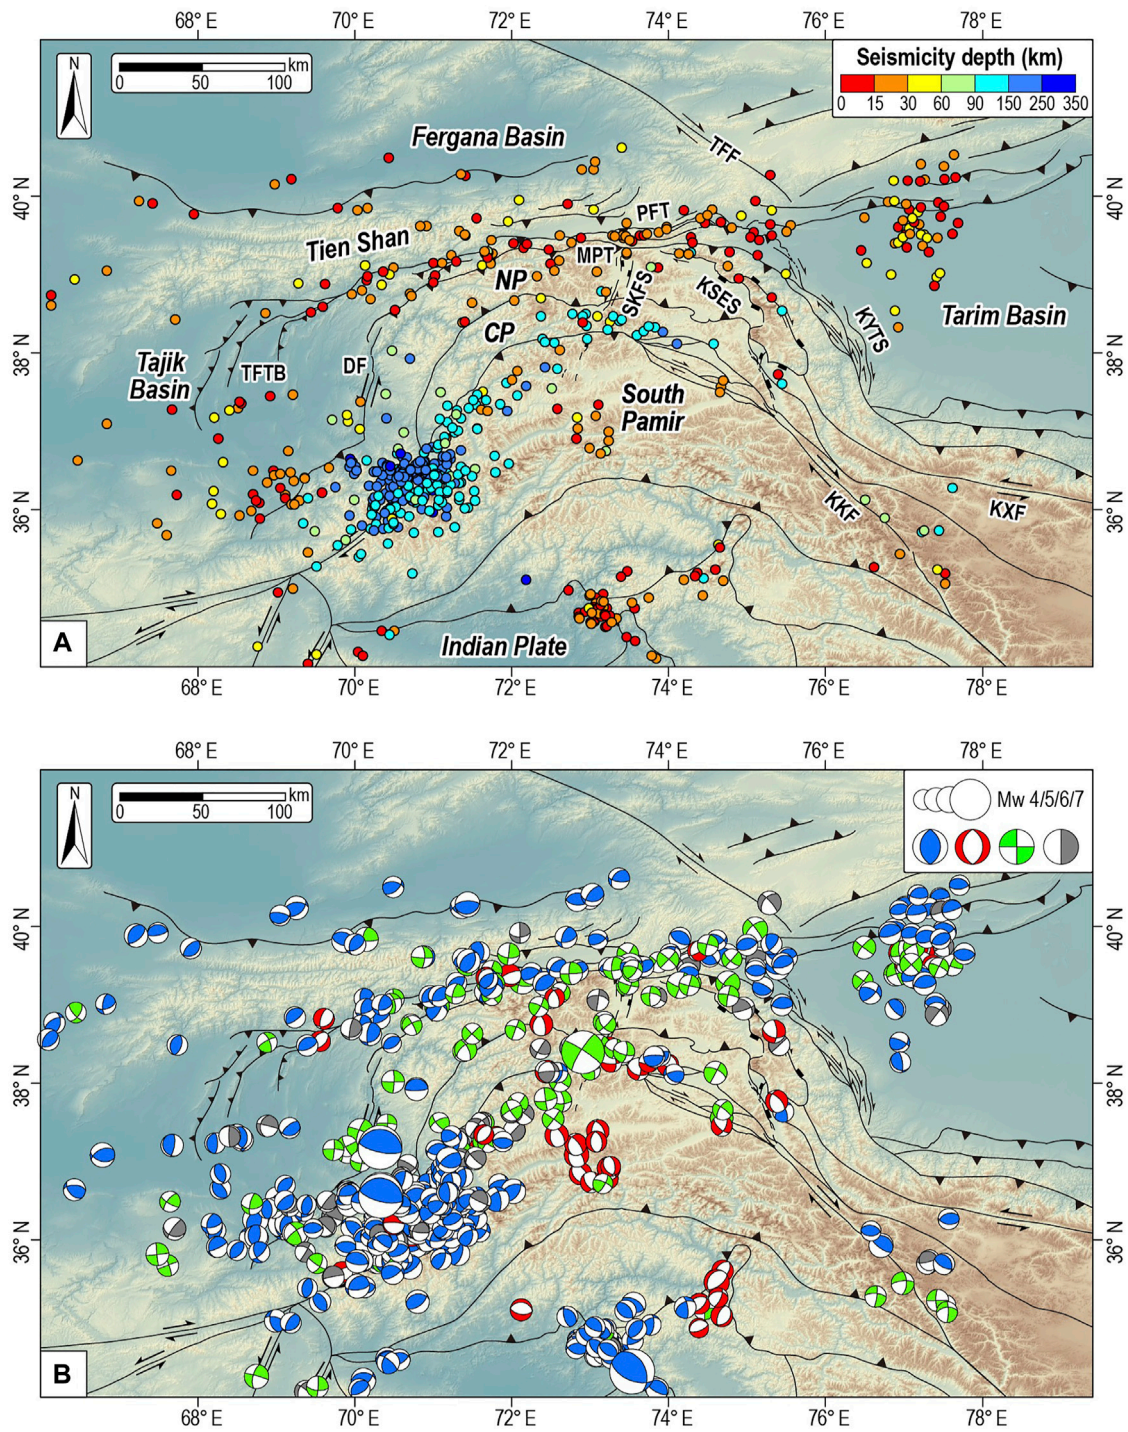 68° E 70° E 72° E 74° E 76° E 78° E
N
km
0 50 100
Seismicity depth (km)
0 15 30 60 90 150 250 350
Fergana Basin
TFF
40° N
40° N
PFT
Tien Shan
MPT
NP
SKFS
KSES
KYTS
Tarim Basin
CP
38° N
38° N
Tajik
Basin
TFTB
DF
South
Pamir
36° N
36° N
KKF
KXF
A
Indian Plate
68° E 70° E 72° E 74° E 76° E 78° E
68° E 70° E 72° E 74° E 76° E 78° E
N
km
0 50 100
Mw 4/5/6/7
40° N
40° N
38° N
38° N
36° N
36° N
B
68° E 70° E 72° E 74° E 76° E 78° E